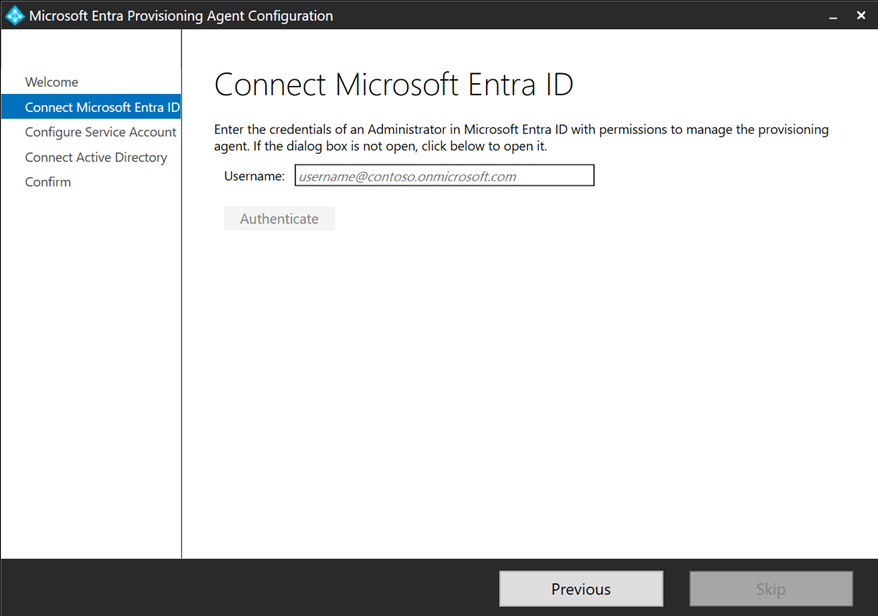 Microsoft Entra Provisioning Agent Configuration
Welcome
Connect Microsoft Entra ID
Configure Service Account
Connect Active Directory
Confirm
Connect Microsoft Entra ID
Enter the credentials of an Administrator in Microsoft Entra ID with permissions to manage the provisioning
agent. If the dialog box is not open, click below to open it.
Username: username@contoso.onmicrosoft.com
Authenticate
Previous Skip